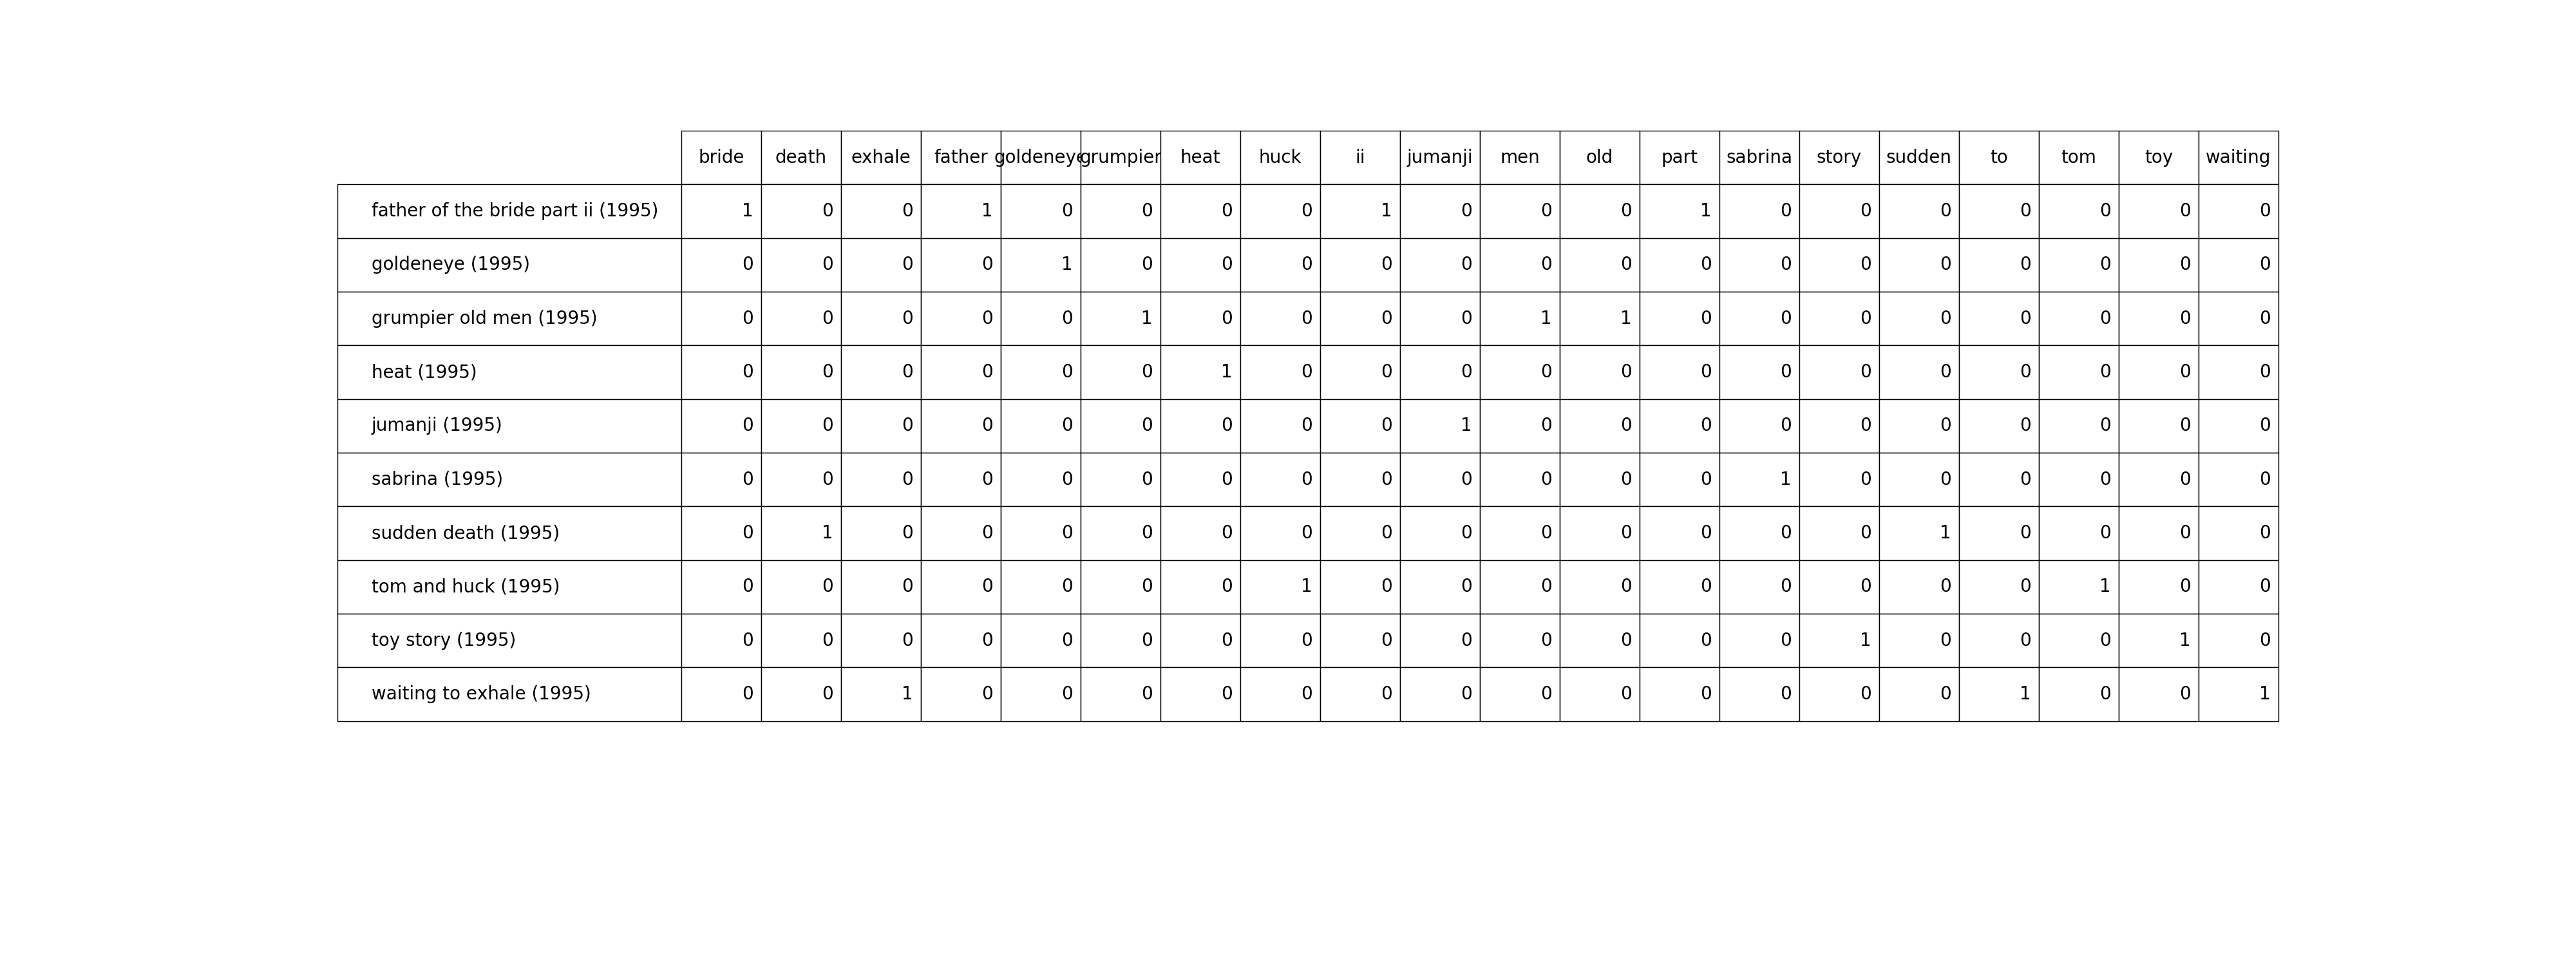 bride death exhale father goldeneye grumpier heat huck ii jumanji men old part sabrina story sudden to tom toy waiting
father of the bride part ii (1995) 1 0 0 1 0 0 0 0 1 0 0 0 1 0 0 0 0 0 0 0
goldeneye (1995) 0 0 0 0 1 0 0 0 0 0 0 0 0 0 0 0 0 0 0 0
grumpier old men (1995) 0 0 0 0 0 1 0 0 0 0 1 1 0 0 0 0 0 0 0 0
heat (1995) 0 0 0 0 0 0 1 0 0 0 0 0 0 0 0 0 0 0 0 0
jumanji (1995) 0 0 0 0 0 0 0 0 0 1 0 0 0 0 0 0 0 0 0 0
sabrina (1995) 0 0 0 0 0 0 0 0 0 0 0 0 0 1 0 0 0 0 0 0
sudden death (1995) 0 1 0 0 0 0 0 0 0 0 0 0 0 0 0 1 0 0 0 0
tom and huck (1995) 0 0 0 0 0 0 0 1 0 0 0 0 0 0 0 0 0 1 0 0
toy story (1995) 0 0 0 0 0 0 0 0 0 0 0 0 0 0 1 0 0 0 1 0
waiting to exhale (1995) 0 0 1 0 0 0 0 0 0 0 0 0 0 0 0 0 1 0 0 1